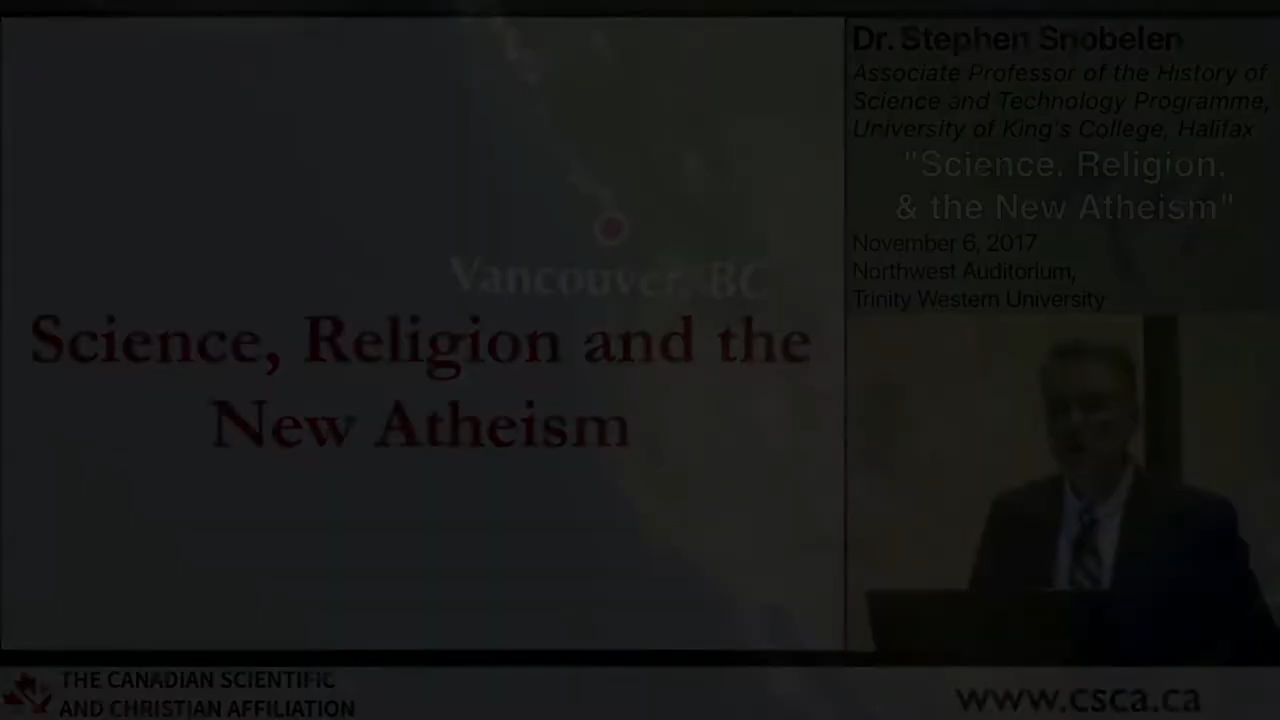 Dr. Stephen Snobelen
Associate Professor of the History of
Science and Technology Programme,
University of King's College, Halifax
"Science, Religion,
& the New Atheism"
November 6, 2017
Northwest Auditorium,
Trinity Western University
Vancouver, BC
Science, Religion and the
New Atheism
THE CANADIAN SCIENTIFIC
AND CHRISTIAN AFFILIATION
www.csca.ca